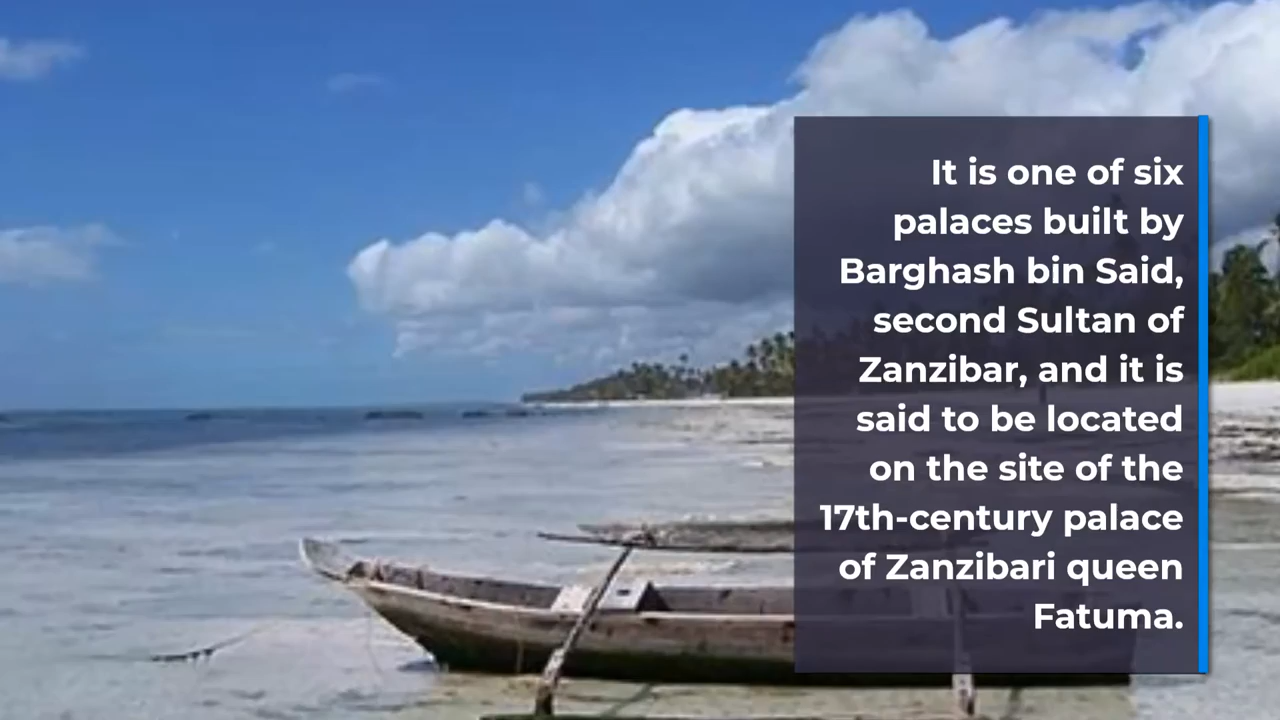 It is one of six
palaces built by
Barghash bin Said,
second Sultan of
Zanzibar, and it is
said to be located
on the site of the
17th-century palace
of Zanzibari queen
Fatuma.